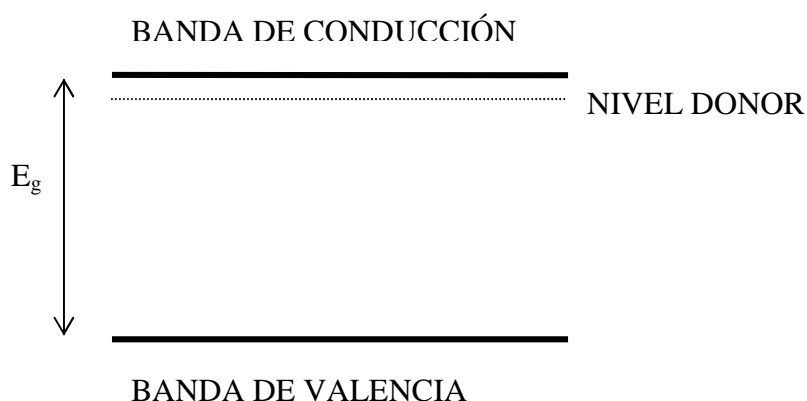 BANDA DE CONDUCCIÓN
NIVEL DONOR
Eg
BANDA DE VALENCIA